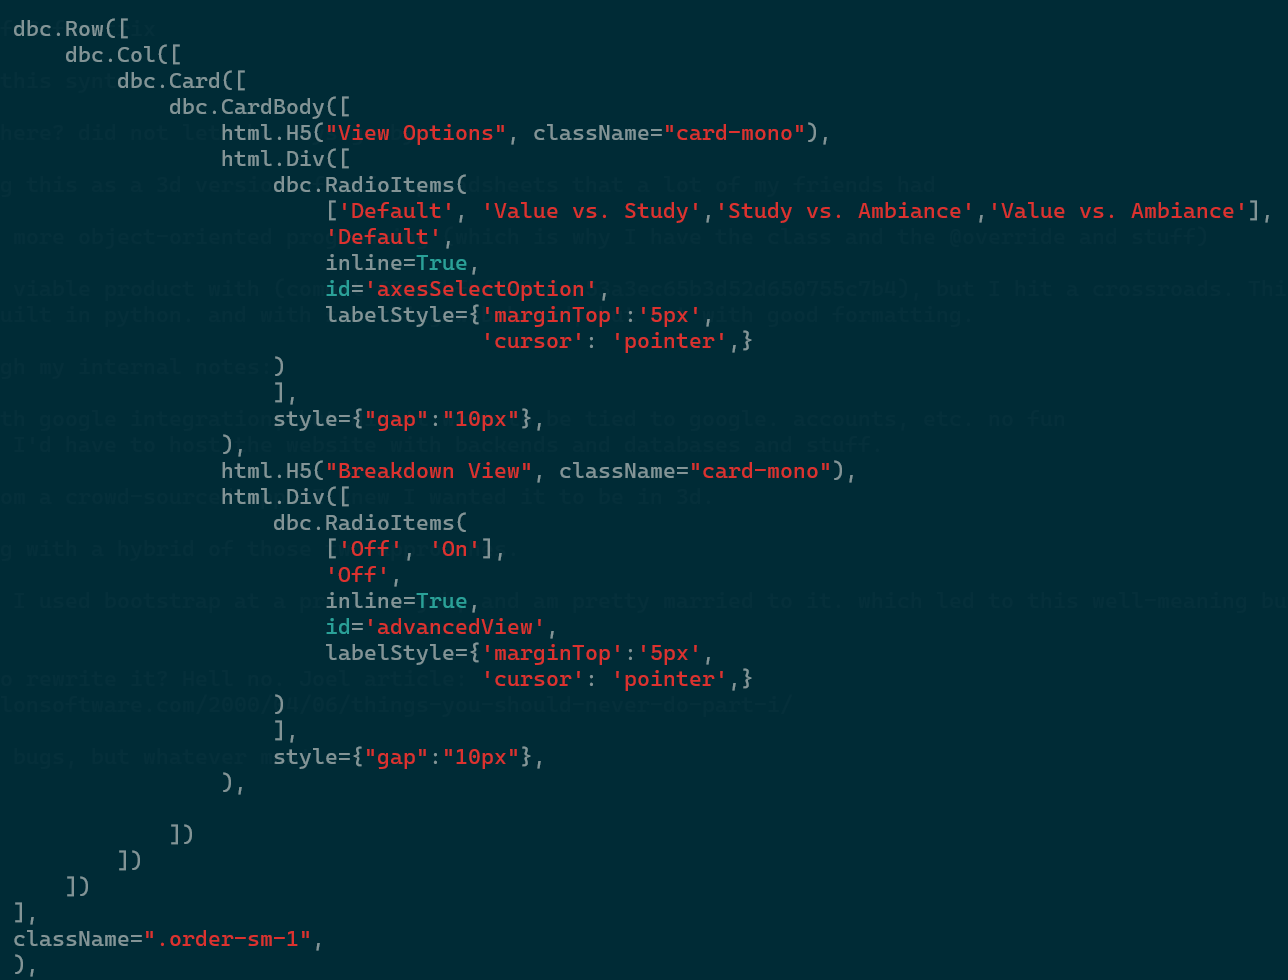 dbc.Row([
    dbc.Col([
        dbc.Card([
            dbc.CardBody([
                html.H5("View Options", className="card-mono"),
                html.Div([
                    dbc.RadioItems(
                        ['Default', 'Value vs. Study','Study vs. Ambiance','Value vs. Ambiance'],
                        'Default',
                        inline=True,
                        id='axesSelectOption',
                        labelStyle={'marginTop':'5px',
                                    'cursor': 'pointer',}
                    )
                    ],
                    style={"gap":"10px"},
                ),
                html.H5("Breakdown View", className="card-mono"),
                html.Div([
                    dbc.RadioItems(
                        ['Off', 'On'],
                        'Off',
                        inline=True,
                        id='advancedView',
                        labelStyle={'marginTop':'5px',
                                    'cursor': 'pointer',}
                    )
                    ],
                    style={"gap":"10px"},
                ),

            ])
        ])
    ])
],
className=".order-sm-1",
),